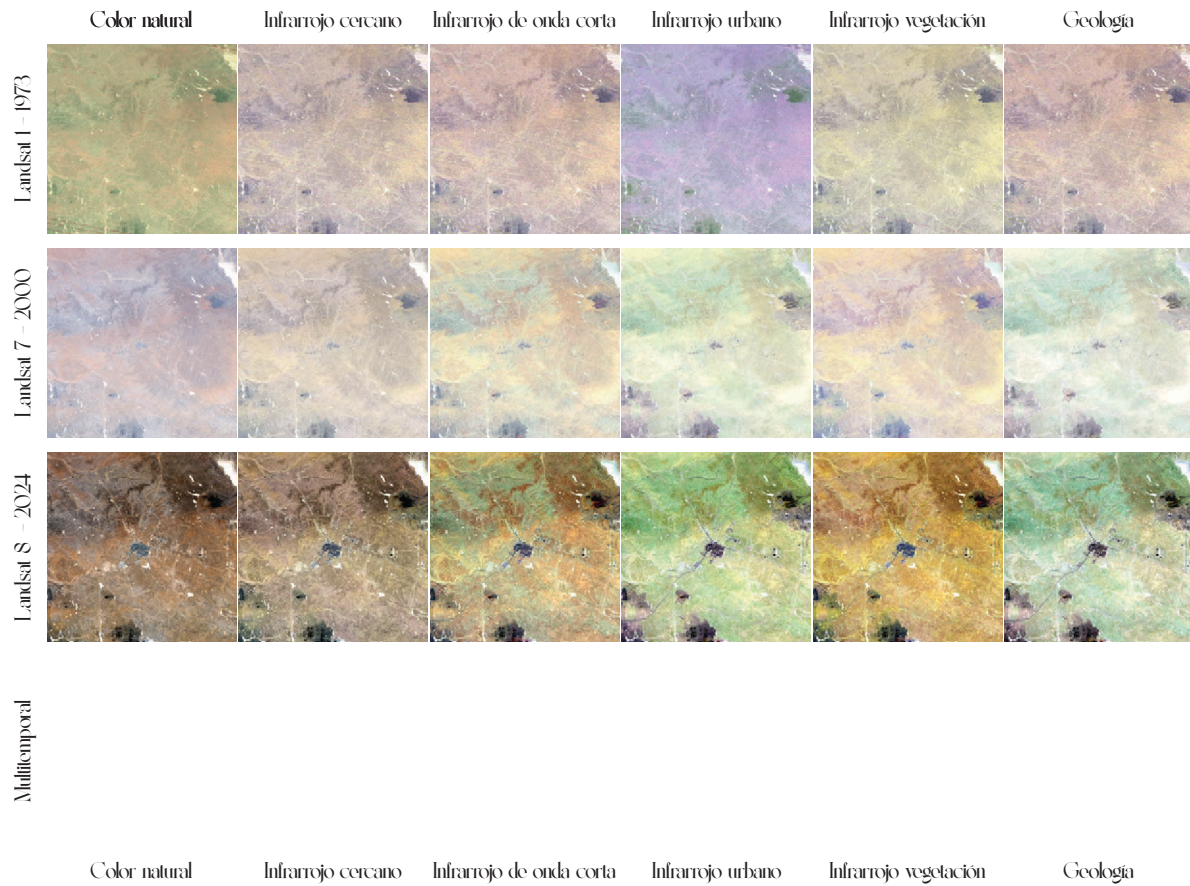 Color natural Infrarrojo cercano Infrarrojo de onda corta Infrarrojo urbano Infrarrojo vegetación Geología
Landsat 1 - 1973
Landsat 7 - 2000
Landsat 8 - 2024
Multitemporal
Color natural Infrarrojo cercano Infrarrojo de onda corta Infrarrojo urbano Infrarrojo vegetación Geología